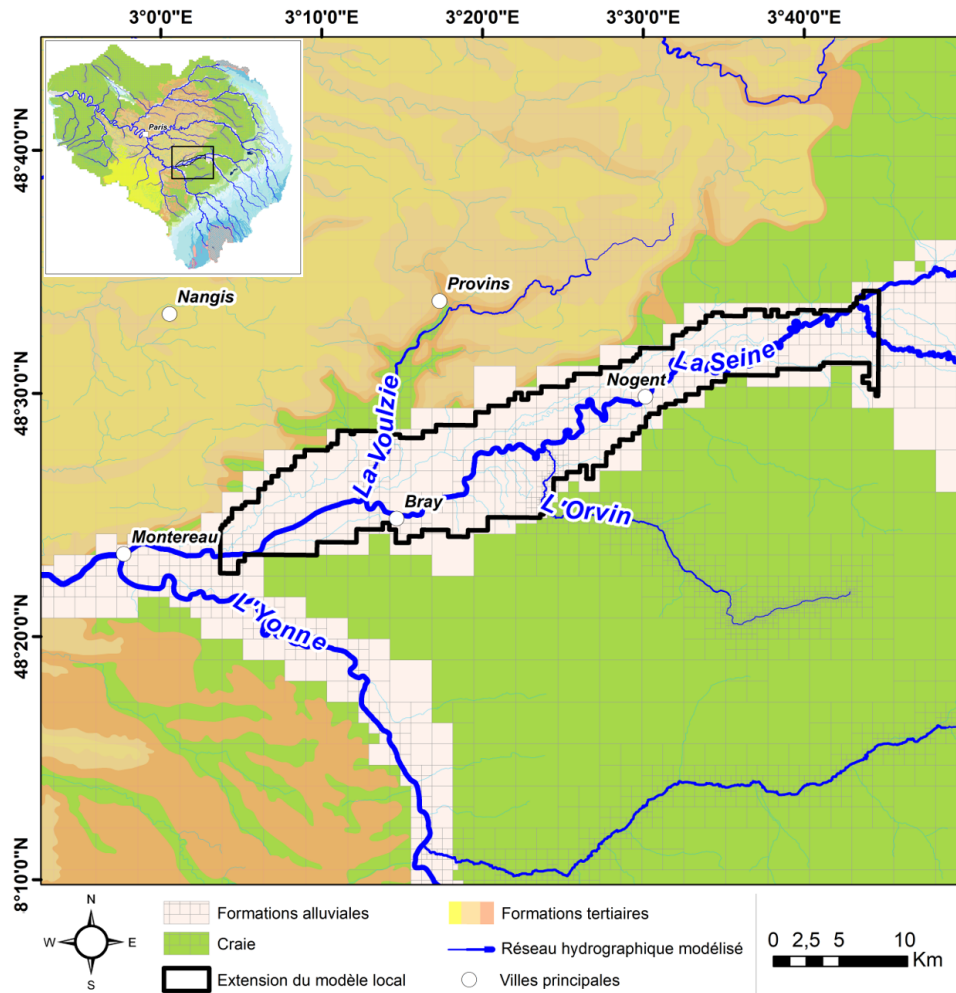 3°0'0"E 3°10'0"E 3°20'0"E 3°30'0"E 3°40'0"E
48°40'0"N
48°30'0"N
48°20'0"N
48°10'0"N
Paris
Nangis
Provins
La Seine
Nogent
La-Voulzie
Bray
L'Orvin
Montereau
L'Yonne
N
W E
S
Formations alluviales
Craie
Extension du modèle local
Formations tertiaires
Réseau hydrographique modélisé
Villes principales
0 2,5 5 10
Km